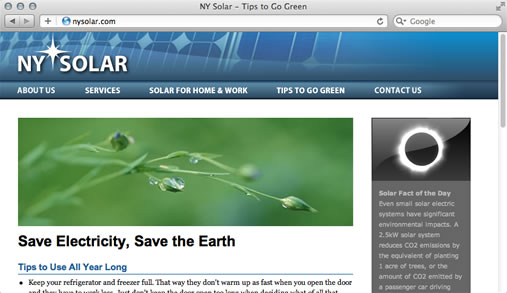 NY Solar – Tips to Go Green
nysolar.com
Google
NY SOLAR
ABOUT US SERVICES SOLAR FOR HOME & WORK TIPS TO GO GREEN CONTACT US
Save Electricity, Save the Earth
Tips to Use All Year Long
• Keep your refrigerator and freezer full. That way they don't warm up as fast when you open the door
and they have to work less. Just don't keep the door open too long when deciding what of all that
Solar Fact of the Day
Even small solar electric
systems have significant
environmental impacts. A
2.5kW solar system
reduces CO2 emissions by
the equivalent of planting
1 acre of trees, or the
amount of CO2 emitted by
a passenger car driving